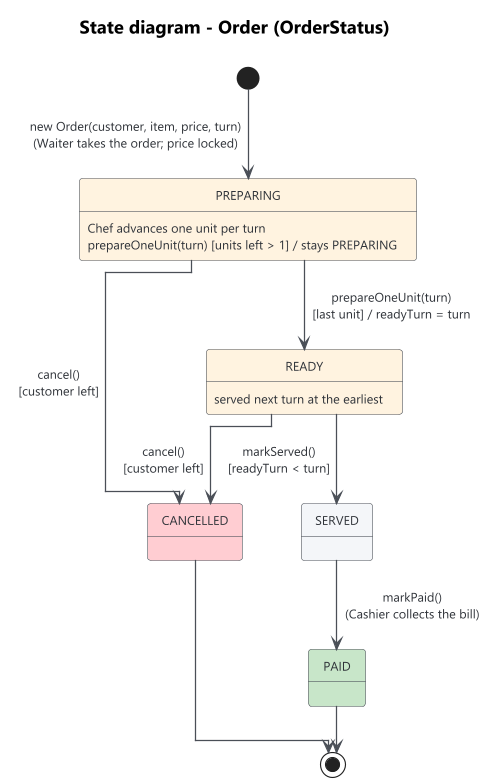 State diagram - Order (OrderStatus)
new Order(customer, item, price, turn)
(Waiter takes the order; price locked)
PREPARING
Chef advances one unit per turn
prepareOneUnit(turn) [units left > 1] / stays PREPARING
prepareOneUnit(turn)
[last unit] / readyTurn = turn
cancel()
[customer left]
READY
served next turn at the earliest
cancel()
[customer left]
markServed()
[readyTurn < turn]
CANCELLED
SERVED
markPaid()
(Cashier collects the bill)
PAID